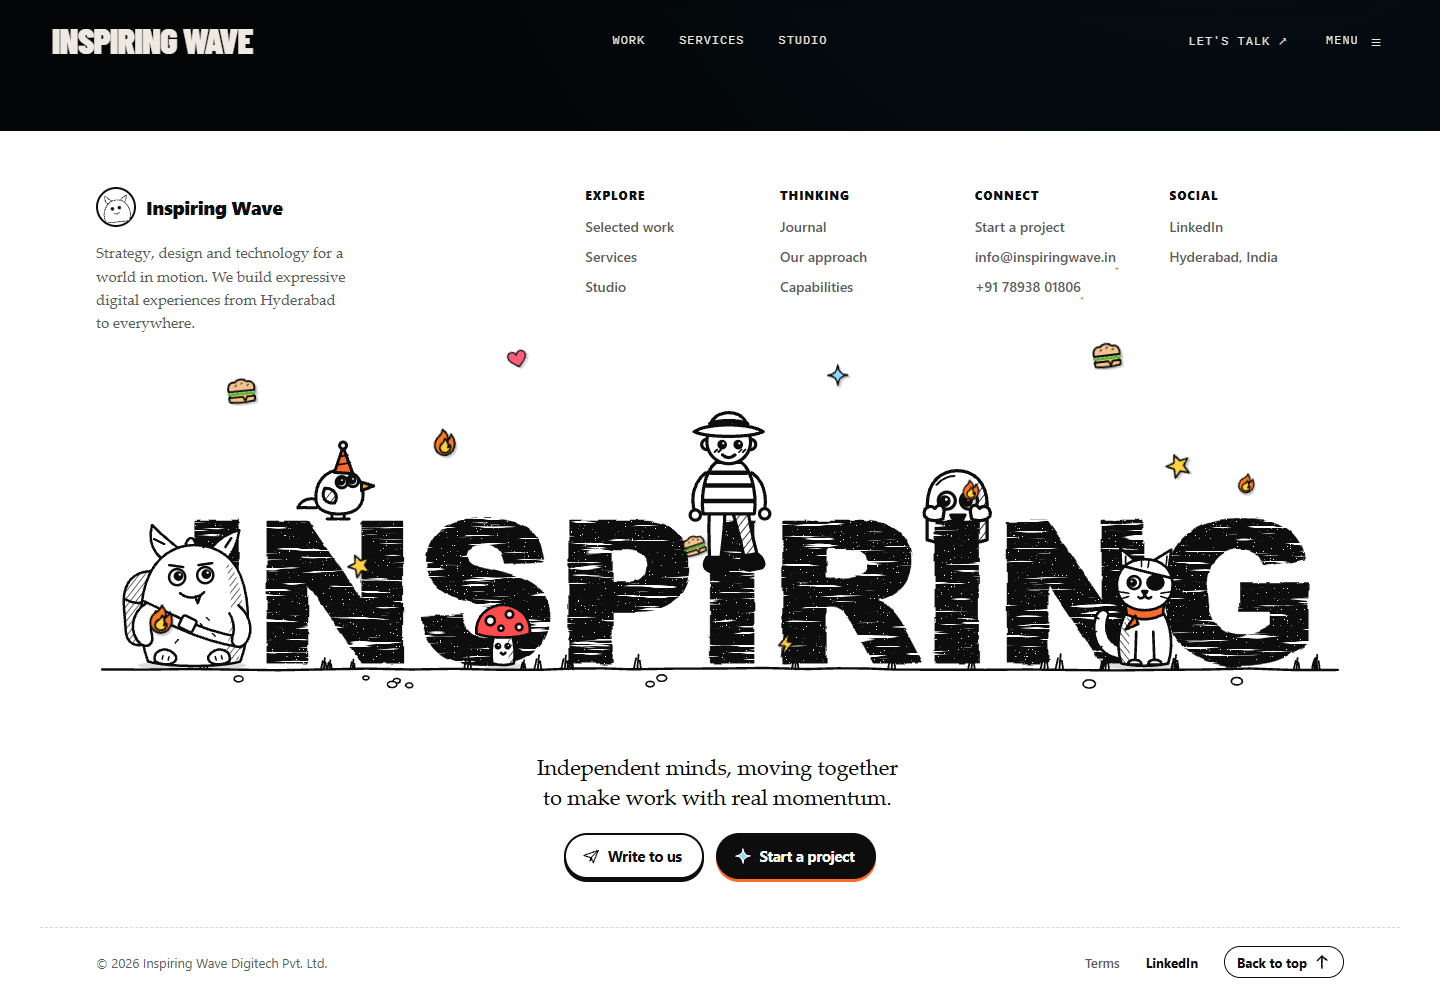 INSPIRING WAVE
WORK SERVICES STUDIO
LET'S TALK ↗ MENU
Inspiring Wave
Strategy, design and technology for a
world in motion. We build expressive
digital experiences from Hyderabad
to everywhere.
EXPLORE
Selected work
Services
Studio
THINKING
Journal
Our approach
Capabilities
CONNECT
Start a project
info@inspiringwave.in
+91 78938 01806
SOCIAL
LinkedIn
Hyderabad, India
INSPIRING
Independent minds, moving together
to make work with real momentum.
Write to us
Start a project
© 2026 Inspiring Wave Digitech Pvt. Ltd.
Terms LinkedIn Back to top ↑